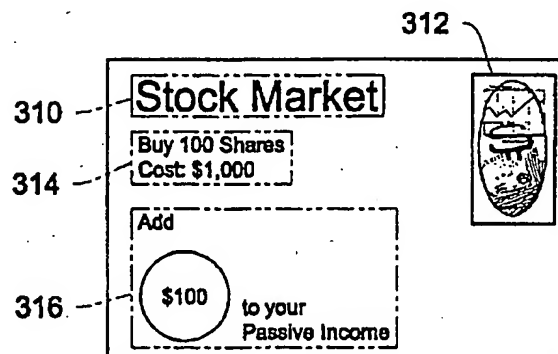 312
310
Stock Market
Buy 100 Shares
314
Cost: $1,000
Add
316
$100
to your
Passive Income